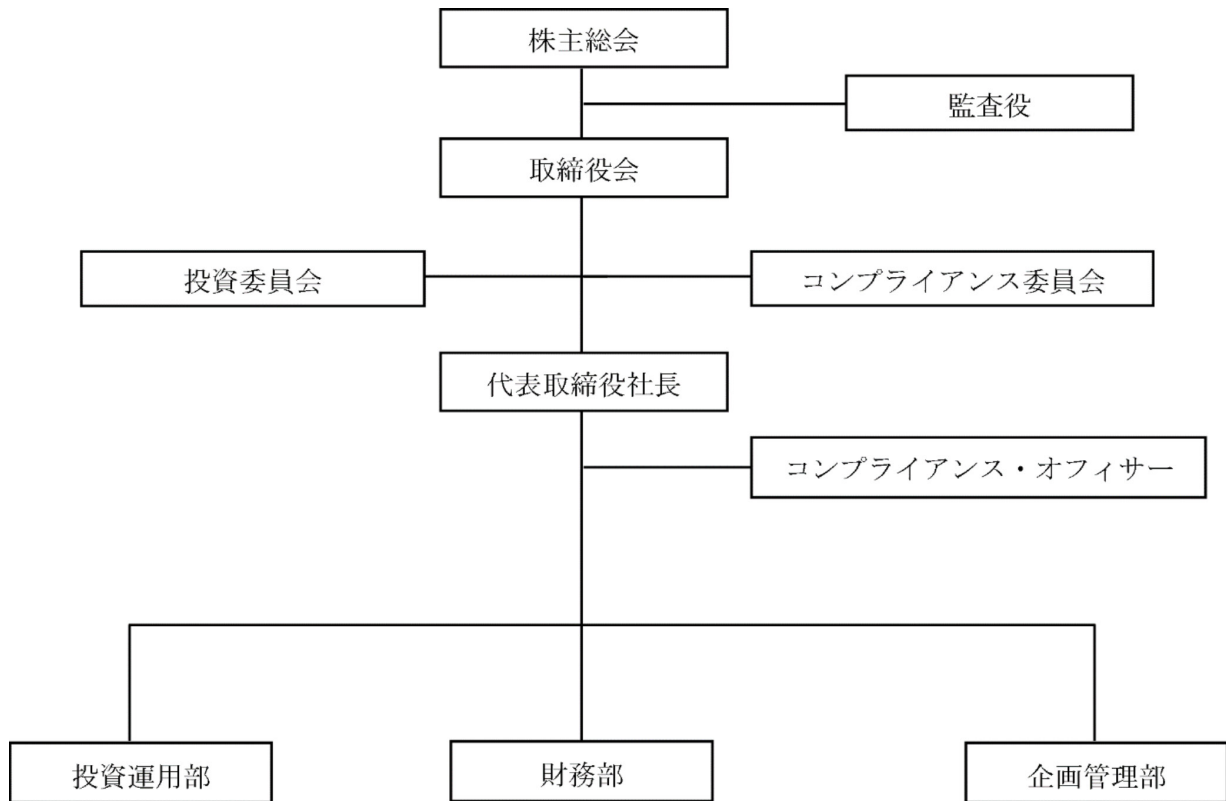 株主総会
監査役
取締役会
投資委員会
コンプライアンス委員会
代表取締役社長
コンプライアンス・オフィサー
投資運用部
財務部
企画管理部